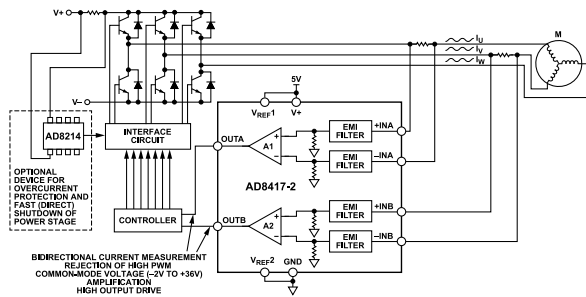 V+
I_U
M
I_V
I_W
V–
5V
V_REF1
V+
AD8214
INTERFACE
CIRCUIT
OPTIONAL
DEVICE FOR
OVERCURRENT
PROTECTION AND
FAST (DIRECT)
SHUTDOWN OF
POWER STAGE
CONTROLLER
OUTA
+
A1
–
EMI
FILTER
+INA
EMI
FILTER
–INA
AD8417-2
OUTB
+
A2
–
EMI
FILTER
+INB
EMI
FILTER
–INB
V_REF2
GND
BIDIRECTIONAL CURRENT MEASUREMENT
REJECTION OF HIGH PWM
COMMON-MODE VOLTAGE (–2V TO +36V)
AMPLIFICATION
HIGH OUTPUT DRIVE